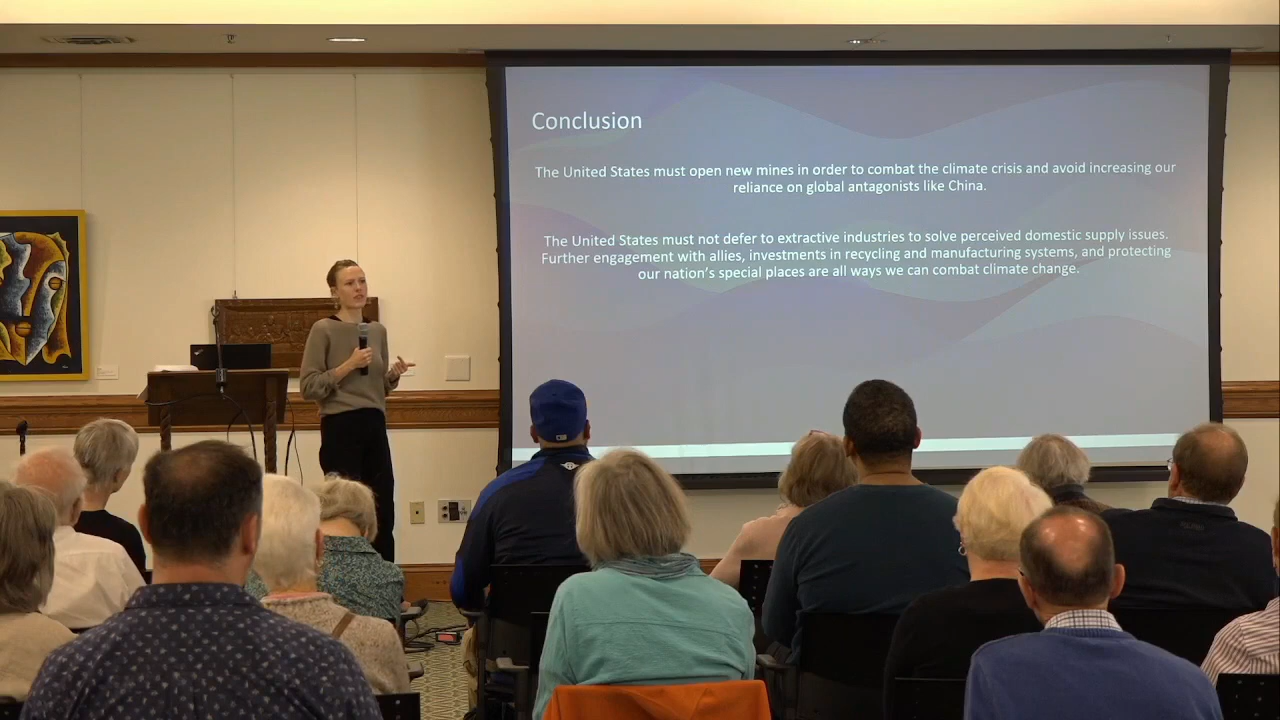 Conclusion
The United States must open new mines in order to combat the climate crisis and avoid increasing our
reliance on global antagonists like China.
The United States must not defer to extractive industries to solve perceived domestic supply issues.
Further engagement with allies, investments in recycling and manufacturing systems, and protecting
our nation's special places are all ways we can combat climate change.